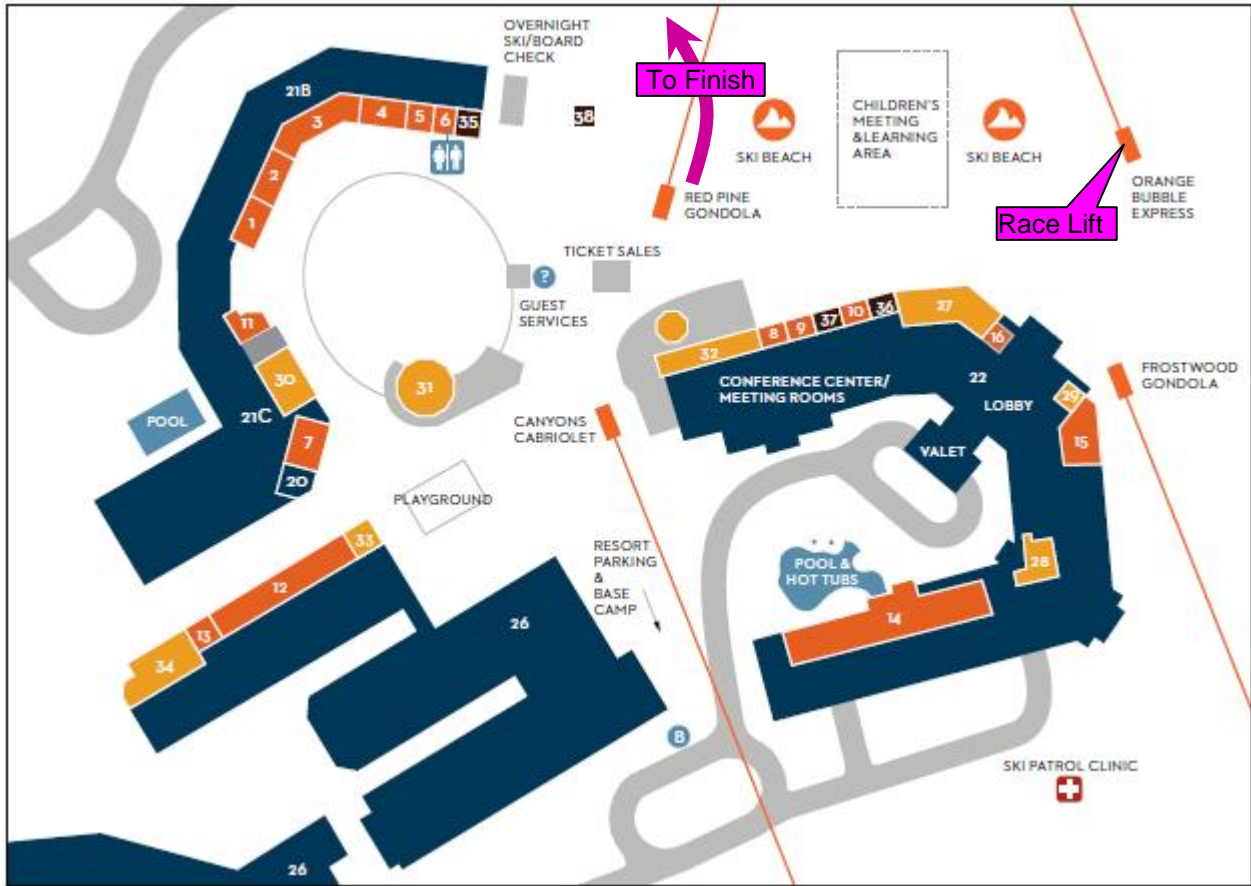 OVERNIGHT
SKI/BOARD
CHECK
To Finish
21B
3
4
5
6
35
38
2
1
SKI BEACH
CHILDREN'S
MEETING
&LEARNING
AREA
SKI BEACH
RED PINE
GONDOLA
ORANGE
BUBBLE
EXPRESS
Race Lift
TICKET SALES
?
GUEST
SERVICES
11
30
31
21C
POOL
7
20
32
8
9
37
10
36
27
16
CONFERENCE CENTER/
MEETING ROOMS
22
LOBBY
29
15
VALET
FROSTWOOD
GONDOLA
CANYONS
CABRIOLET
PLAYGROUND
33
12
13
34
26
RESORT
PARKING
&
BASE
CAMP
POOL &
HOT TUBS
28
14
B
SKI PATROL CLINIC
26